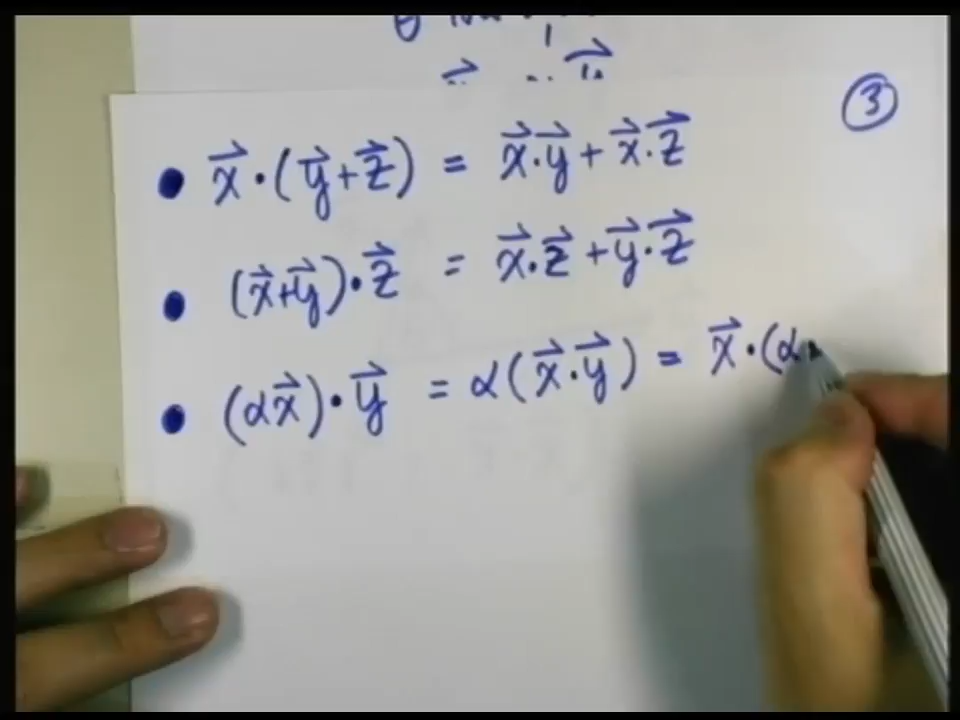 ③
• x⃗·(y⃗+z⃗) = x⃗·y⃗ + x⃗·z⃗
• (x⃗+y⃗)·z⃗ = x⃗·z⃗ + y⃗·z⃗
• (αx⃗)·y⃗ = α(x⃗·y⃗) = x⃗·(α